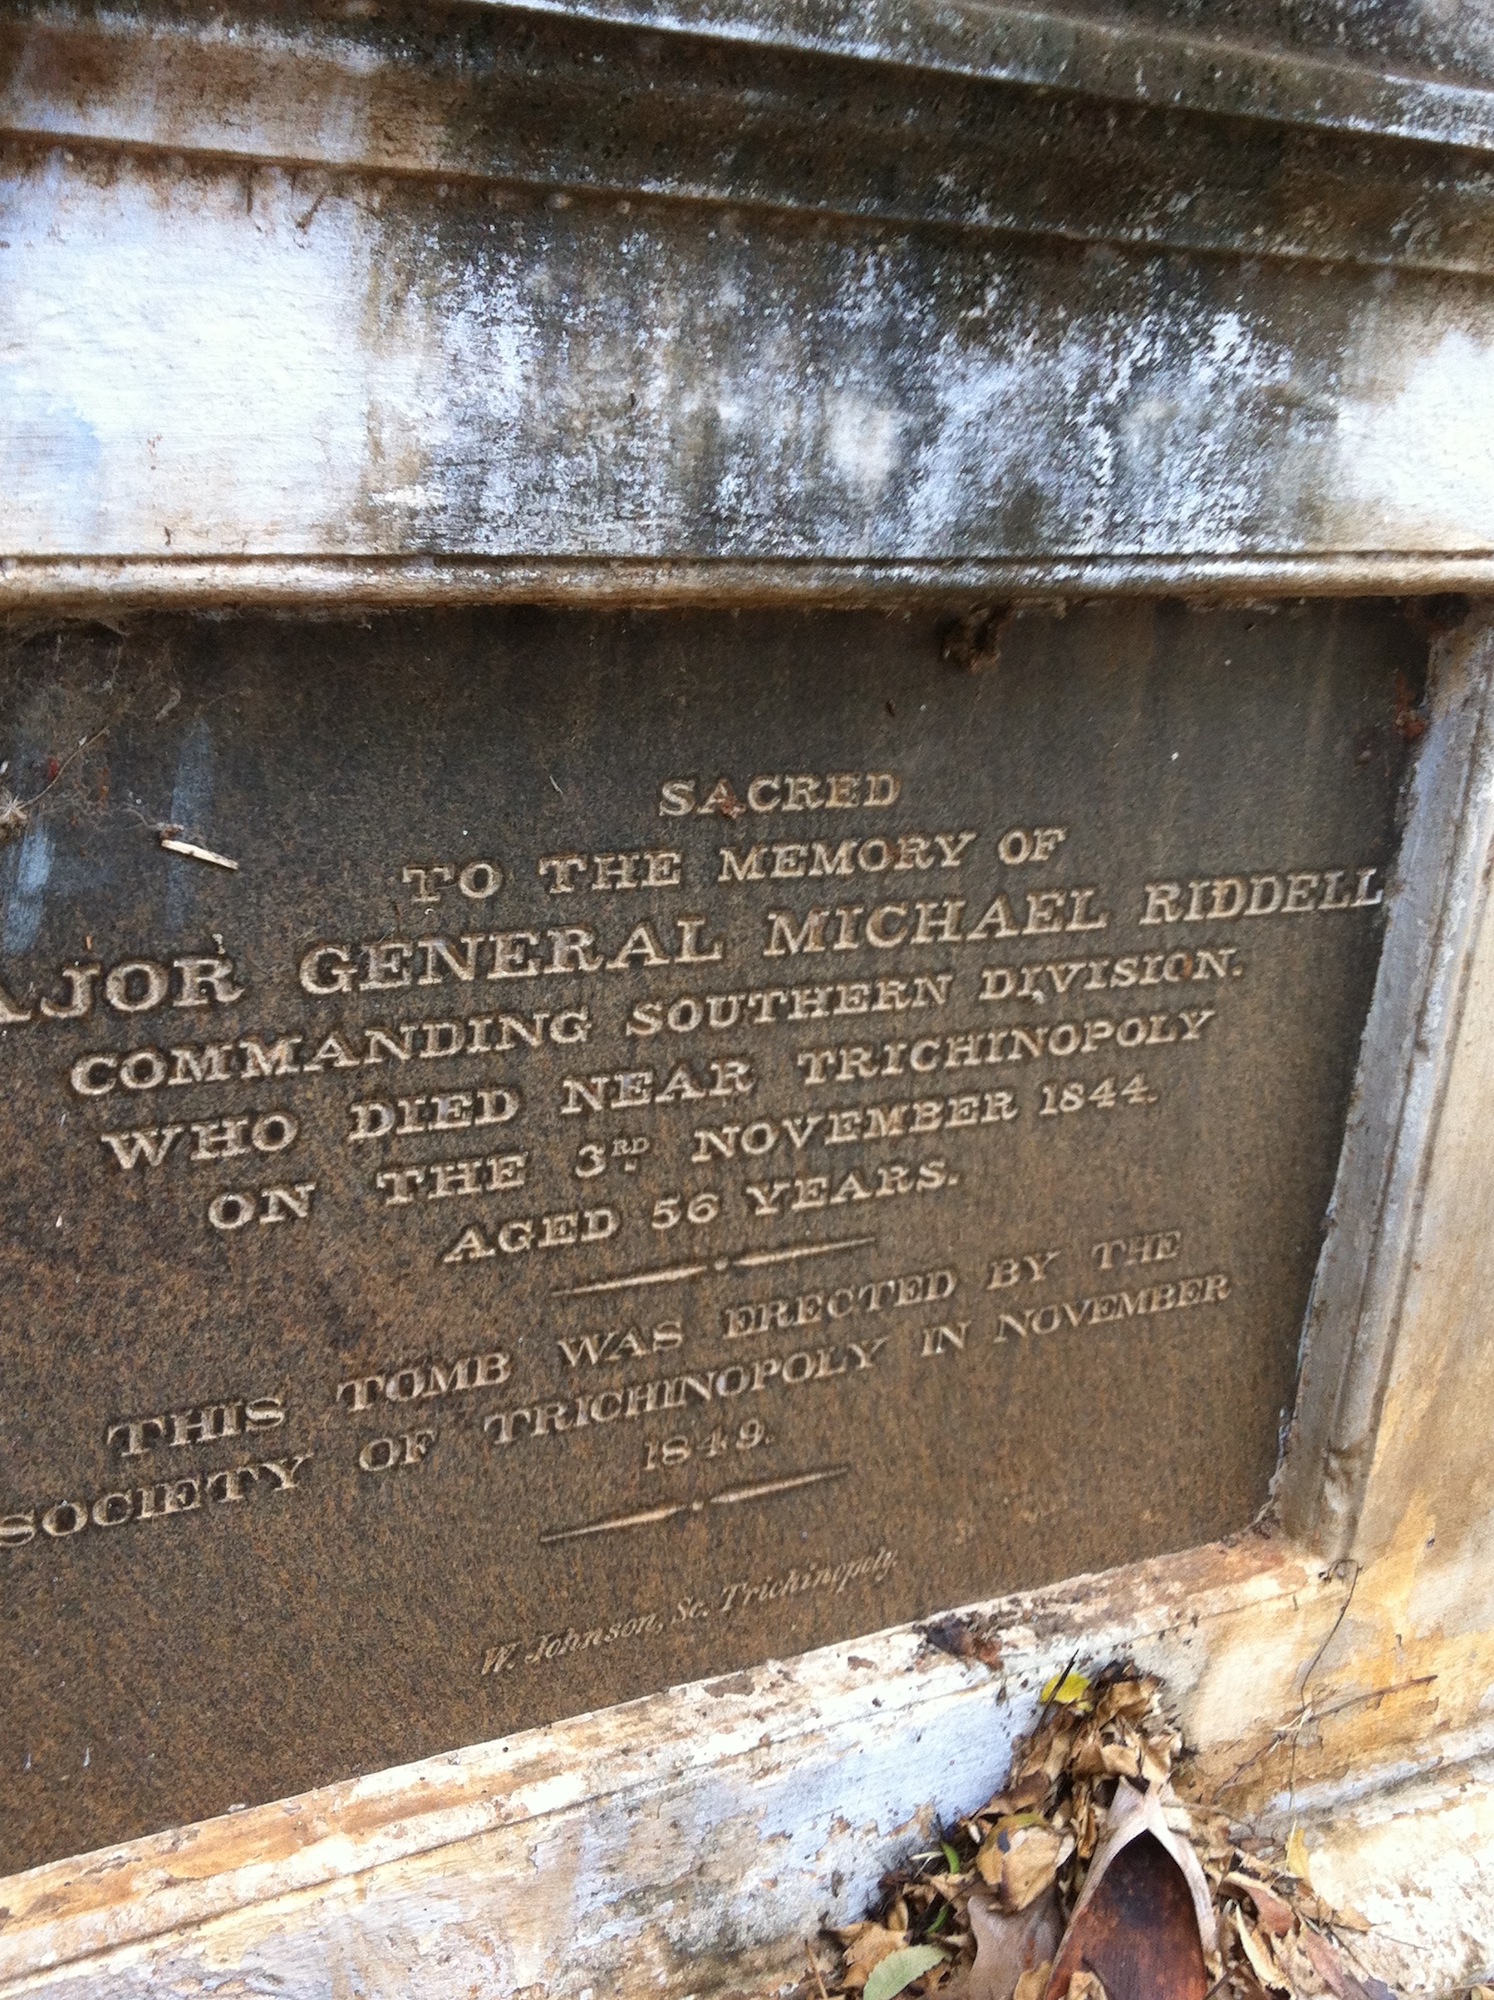 SACRED
TO THE MEMORY OF
AJOR GENERAL MICHAEL RIDDELL
COMMANDING SOUTHERN DIVISION.
WHO DIED NEAR TRICHINOPOLY
ON THE 3RD NOVEMBER 1844.
AGED 56 YEARS.
THIS TOMB WAS ERECTED BY THE
SOCIETY OF TRICHINOPOLY IN NOVEMBER
1849.
W. Johnson, Sc. Trichinopoly.